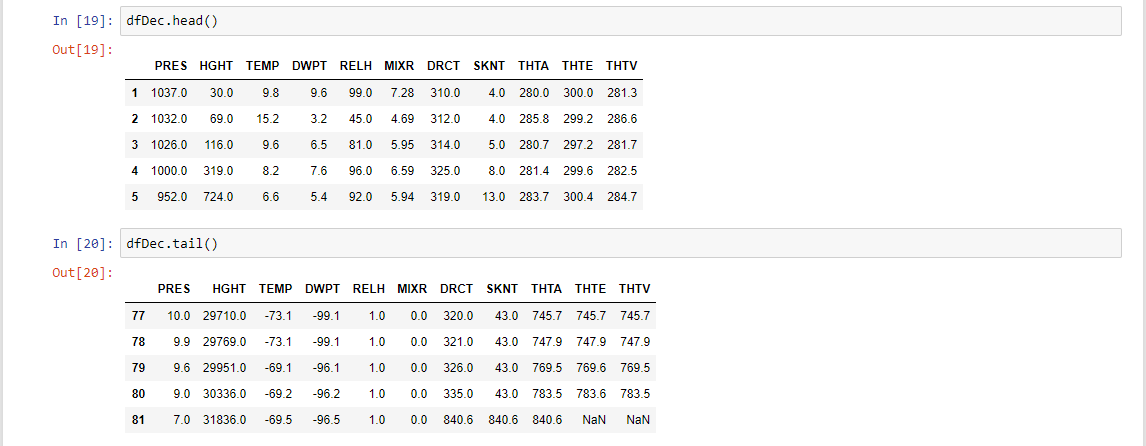 In [19]: dfDec.head()
Out[19]:
PRES HGHT TEMP DWPT RELH MIXR DRCT SKNT THTA THTE THTV
1 1037.0 30.0 9.8 9.6 99.0 7.28 310.0 4.0 280.0 300.0 281.3
2 1032.0 69.0 15.2 3.2 45.0 4.69 312.0 4.0 285.8 299.2 286.6
3 1026.0 116.0 9.6 6.5 81.0 5.95 314.0 5.0 280.7 297.2 281.7
4 1000.0 319.0 8.2 7.6 96.0 6.59 325.0 8.0 281.4 299.6 282.5
5 952.0 724.0 6.6 5.4 92.0 5.94 319.0 13.0 283.7 300.4 284.7
In [20]: dfDec.tail()
Out[20]:
PRES HGHT TEMP DWPT RELH MIXR DRCT SKNT THTA THTE THTV
77 10.0 29710.0 -73.1 -99.1 1.0 0.0 320.0 43.0 745.7 745.7 745.7
78 9.9 29769.0 -73.1 -99.1 1.0 0.0 321.0 43.0 747.9 747.9 747.9
79 9.6 29951.0 -69.1 -96.1 1.0 0.0 326.0 43.0 769.5 769.6 769.5
80 9.0 30336.0 -69.2 -96.2 1.0 0.0 335.0 43.0 783.5 783.6 783.5
81 7.0 31836.0 -69.5 -96.5 1.0 0.0 840.6 840.6 840.6 NaN NaN